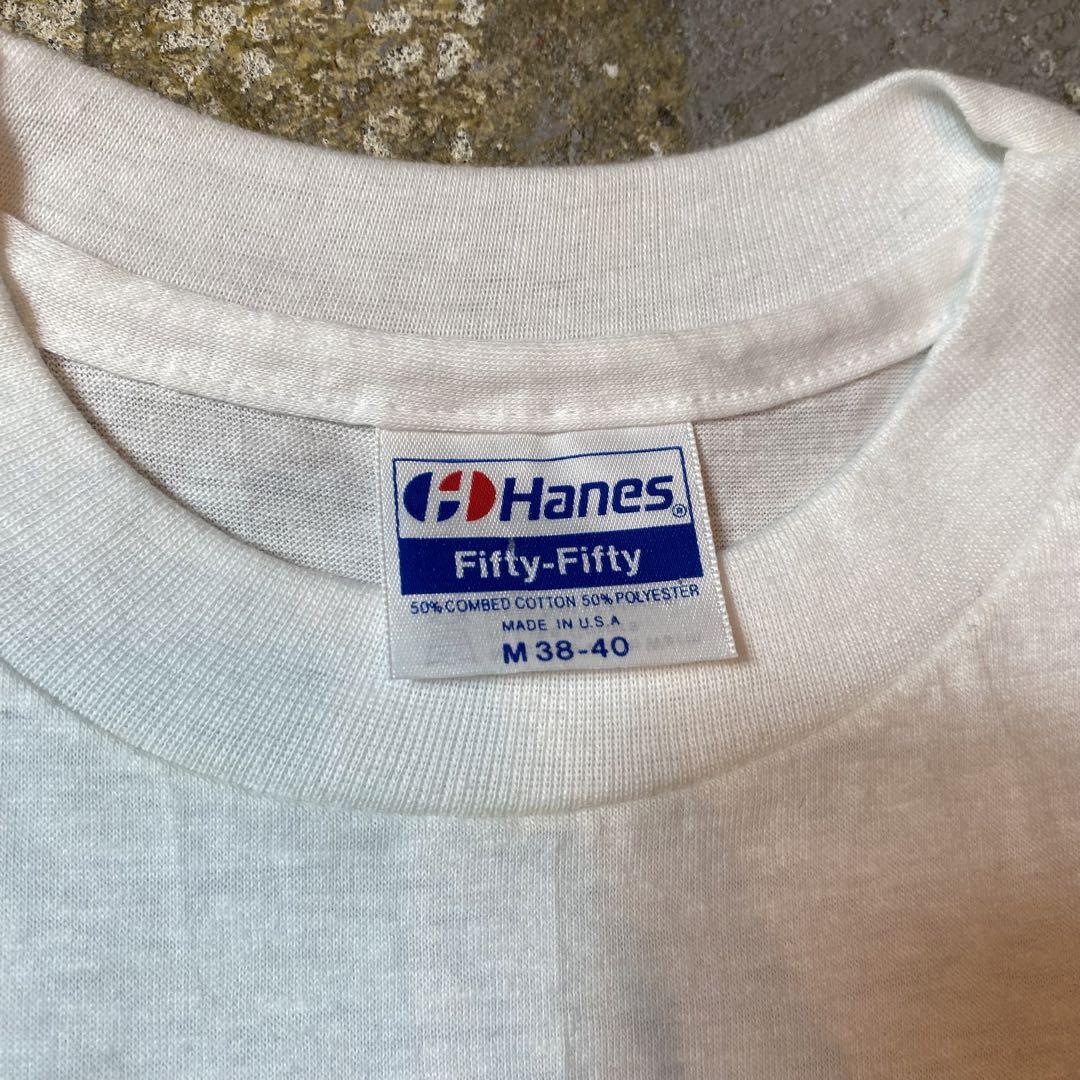 Hanes®
Fifty-Fifty
50% COMBED COTTON 50% POLYESTER
MADE IN U.S.A
M 38-40